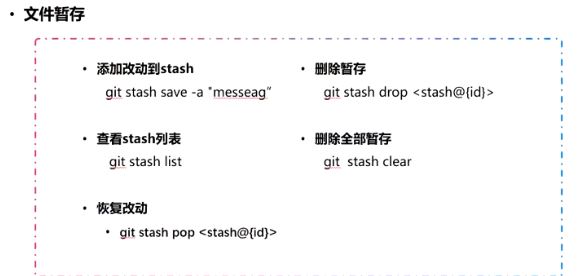 • 文件暂存
• 添加改动到stash
git stash save -a "messeag"
• 查看stash列表
git stash list
• 恢复改动
• git stash pop <stash@{id}>
• 删除暂存
git stash drop <stash@{id}>
• 删除全部暂存
git  stash clear